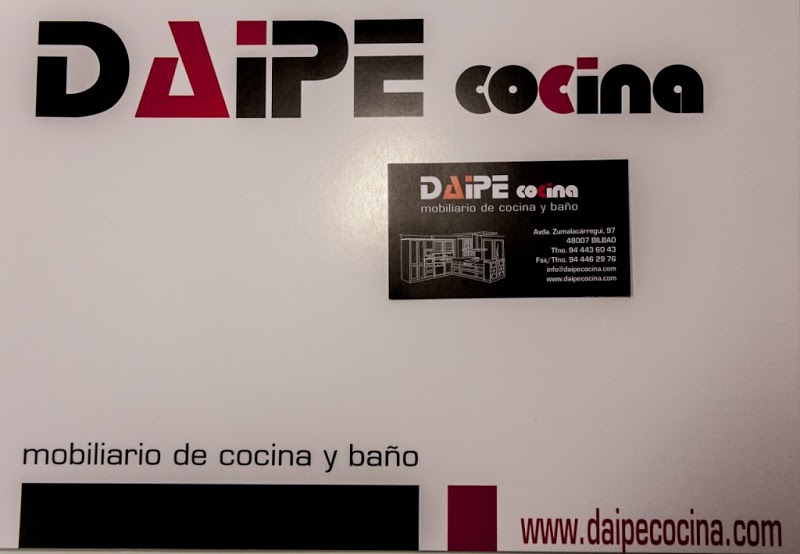 DAiPE cocina
DAiPE cocina
mobiliario de cocina y baño
Avda. Zumalacárregui, 97
48007 BILBAO
Tfno. 94 443 60 43
Fax/Tfno. 94 446 29 76
info@daipecocina.com
www.daipecocina.com
mobiliario de cocina y baño
www.daipecocina.com